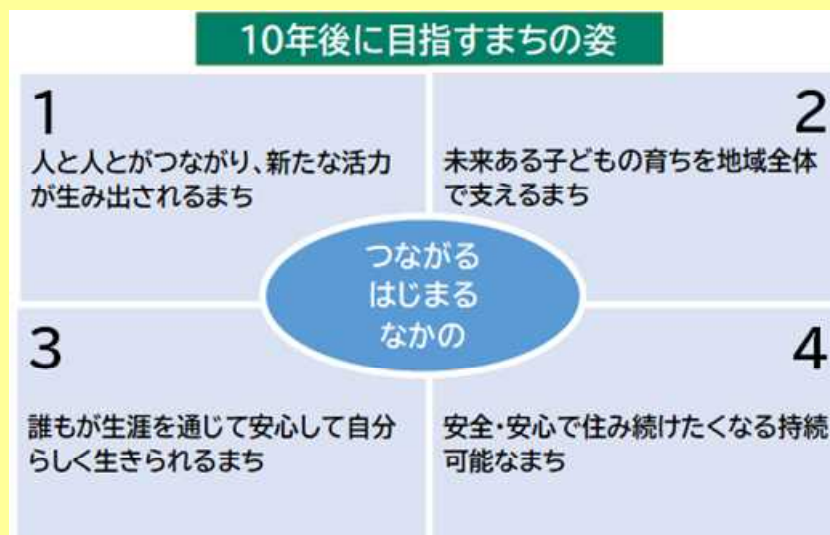 10年後に目指すまちの姿
1
人と人とがつながり、新たな活力
が生み出されるまち
2
未来ある子どもの育ちを地域全体
で支えるまち
つながる
はじまる
なかの
3
誰もが生涯を通じて安心して自分
らしく生きられるまち
4
安全・安心で住み続けたくなる持続
可能なまち